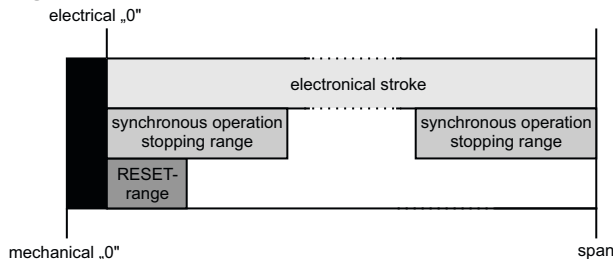 electrical „0"
electronical stroke
synchronous operation
stopping range
synchronous operation
stopping range
RESET-
range
mechanical „0"
span